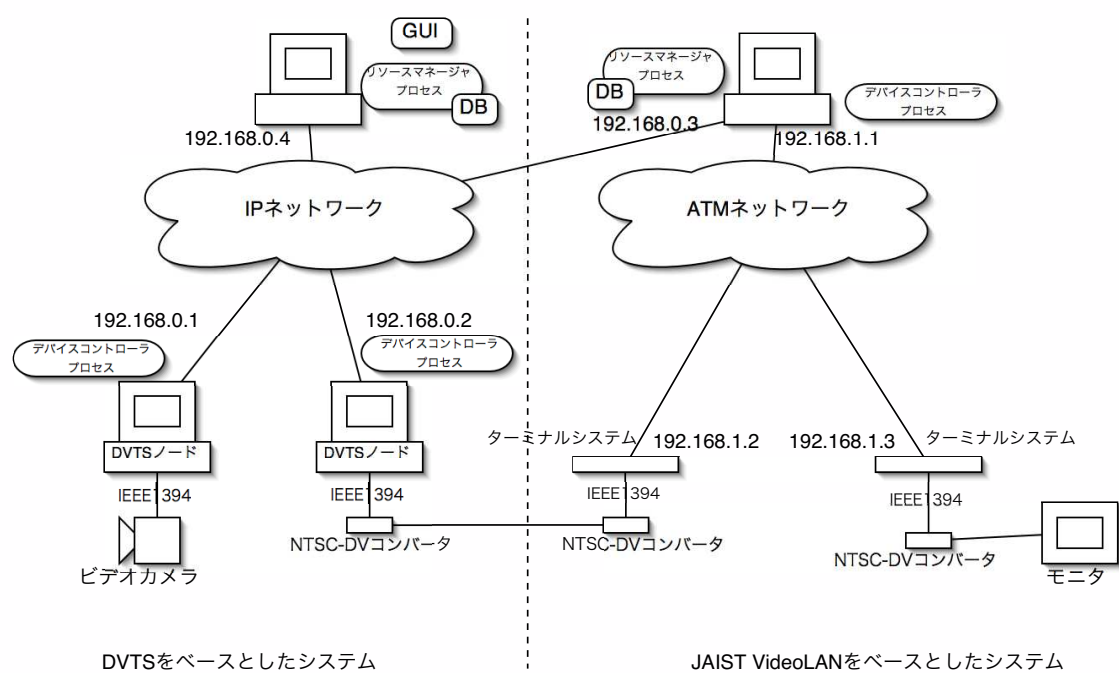 GUI
リソースマネージャ
プロセス
DB
192.168.0.4
リソースマネージャ
プロセス
DB
192.168.0.3
デバイスコントローラ
プロセス
192.168.1.1
IPネットワーク
ATMネットワーク
192.168.0.1
デバイスコントローラ
プロセス
192.168.0.2
デバイスコントローラ
プロセス
DVTSノード
DVTSノード
ターミナルシステム
192.168.1.2
192.168.1.3
ターミナルシステム
IEEE1394
IEEE1394
IEEE1394
IEEE1394
ビデオカメラ
NTSC-DVコンバータ
NTSC-DVコンバータ
NTSC-DVコンバータ
モニタ
DVTSをベースとしたシステム
JAIST VideoLANをベースとしたシステム